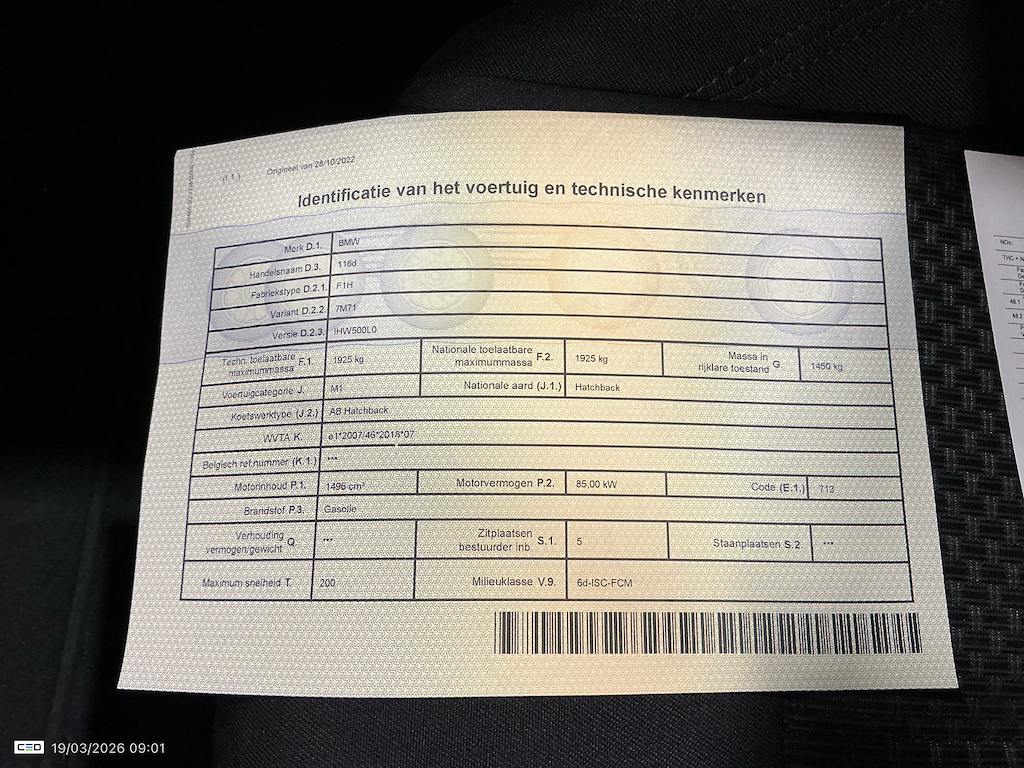 (I.1.) Origineel van 28/10/2022
Identificatie van het voertuig en technische kenmerken
Merk D.1. BMW
Handelsnaam D.3. 116d
Fabriekstype D.2.1. F1H
Variant D.2.2. 7M71
Versie D.2.3. IHW500L0
Techn. toelaatbare maximummassa F.1. 1925 kg Nationale toelaatbare maximummassa F.2. 1925 kg Massa in rijklare toestand G. 1450 kg
Voertuigcategorie J. M1 Nationale aard (J.1.) Hatchback
Koetswerktype (J.2.) AB Hatchback
WVTA K. e1*2007/46*2018*07
Belgisch ref.nummer (K.1.) ***
Motorinhoud P.1. 1496 cm³ Motorvermogen P.2. 85,00 kW Code (E.1.) 713
Brandstof P.3. Gasolie
Verhouding vermogen/gewicht Q *** Zitplaatsen bestuurder inb. S.1. 5 Staanplaatsen S.2. ***
Maximum snelheid T. 200 Milieuklasse V.9. 6d-ISC-FCM
NOx:
48.1
48.2
19/03/2026 09:01